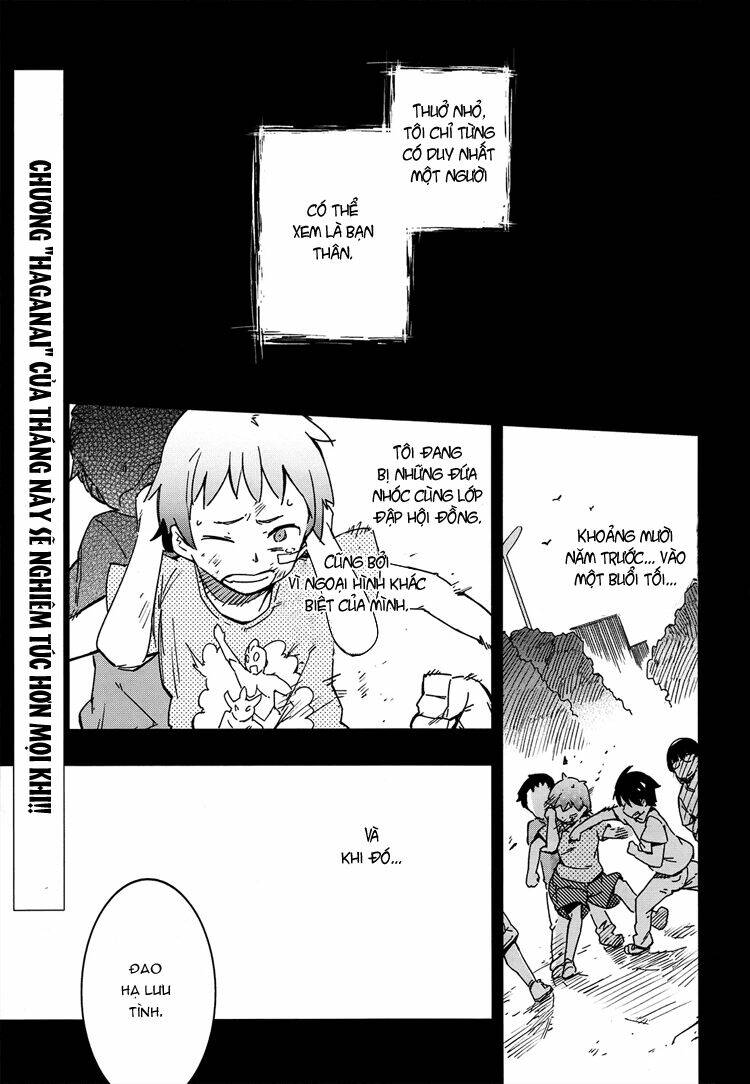 THUỞ NHỎ,
TÔI CHỈ TỪNG
CÓ DUY NHẤT
MỘT NGƯỜI
CÓ THỂ
XEM LÀ BẠN
THÂN.
CHƯƠNG "HAGANAI" CỦA THÁNG NÀY SẼ NGHIÊM TÚC HƠN MỌI KHI!!
KHOẢNG MƯỜI
NĂM TRƯỚC... VÀO
MỘT BUỔI TỐI...
TÔI ĐANG
BỊ NHỮNG ĐỨA
NHÓC CÙNG LỚP
ĐẬP HỘI ĐỒNG.
CŨNG BỞI
VÌ NGOẠI HÌNH KHÁC
BIỆT CỦA MÌNH.
VÀ
KHI ĐÓ...
ĐAO
HẠ LƯU
TÌNH.